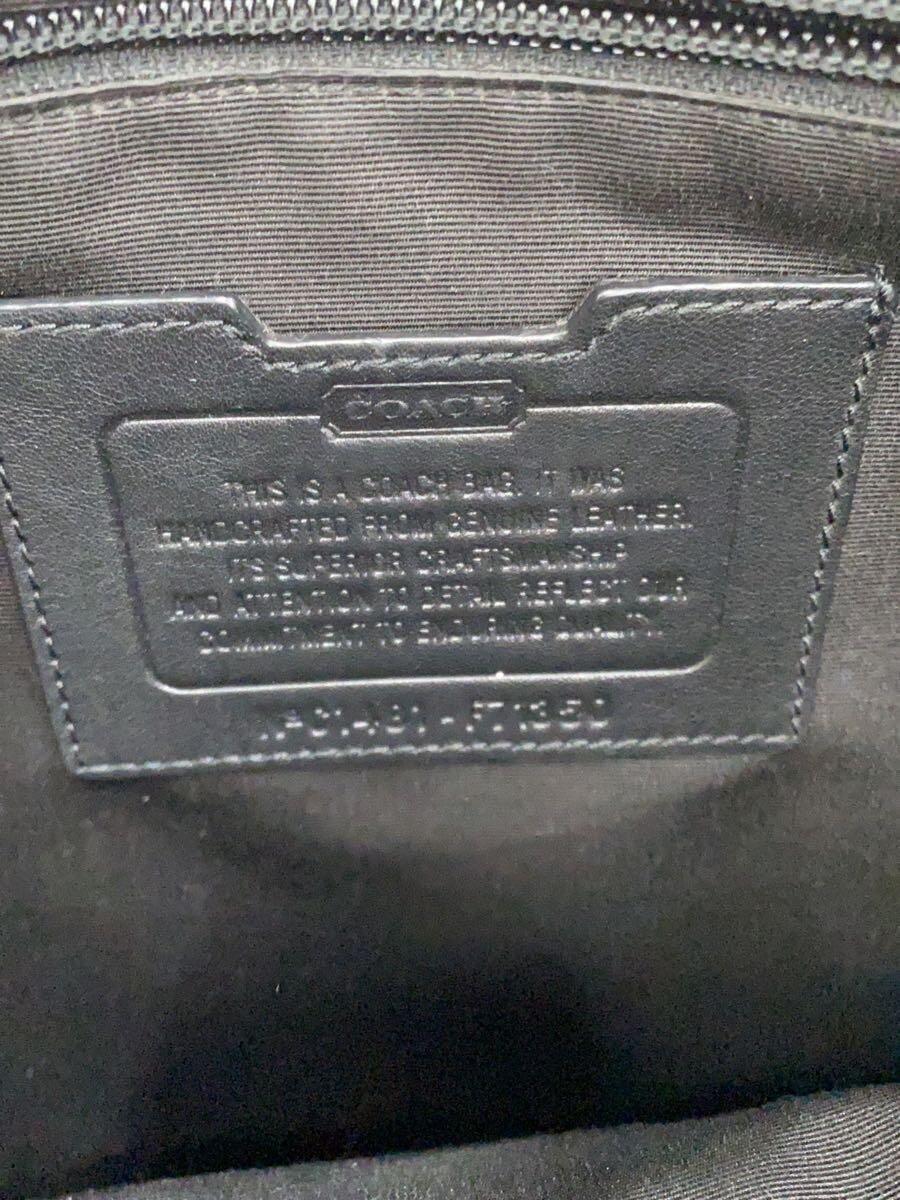 COACH
THIS IS A COACH BAG. IT WAS
HANDCRAFTED FROM GENUINE LEATHER.
ITS SUPERIOR CRAFTSMANSHIP
AND ATTENTION TO DETAIL REFLECT OUR
COMMITMENT TO ENDURING QUALITY.
F71350